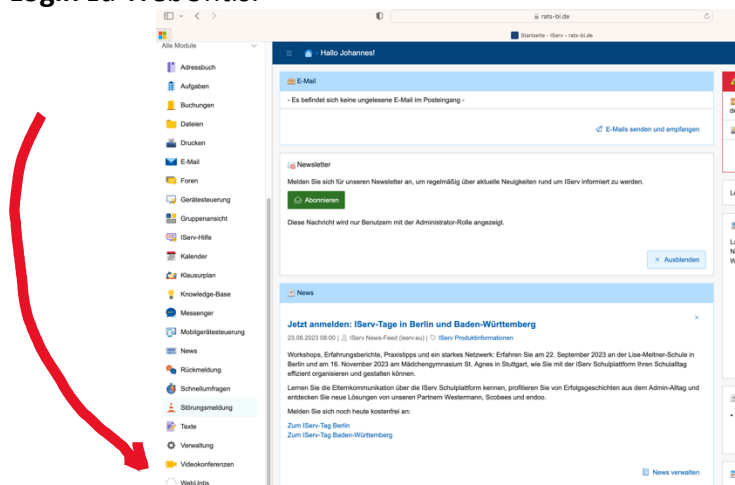 Login zu WebUntis:
rats-bi.de
Startseite - IServ - rats-bi.de
Alle Module
Hallo Johannes!
Adressbuch
Aufgaben
Buchungen
Dateien
Drucken
E-Mail
Foren
Gerätesteuerung
Gruppenansicht
IServ-Hilfe
Kalender
Klausurplan
Knowledge-Base
Messenger
Mobilgerätesteuerung
News
Rückmeldung
Schnellumfragen
Störungsmeldung
Texte
Verwaltung
Videokonferenzen
WebUntis
E-Mail
- Es befindet sich keine ungelesene E-Mail im Posteingang -
E-Mails senden und empfangen
Newsletter
Melden Sie sich für unseren Newsletter an, um regelmäßig über aktuelle Neuigkeiten rund um IServ informiert zu werden.
Abonnieren
Diese Nachricht wird nur Benutzern mit der Administrator-Rolle angezeigt.
Ausblenden
News
Jetzt anmelden: IServ-Tage in Berlin und Baden-Württemberg
23.08.2023 08:00 | IServ News-Feed (iserv.eu) | IServ Produktinformationen
Workshops, Erfahrungsberichte, Praxistipps und ein starkes Netzwerk: Erfahren Sie am 22. September 2023 an der Lise-Meitner-Schule in
Berlin und am 16. November 2023 am Mädchengymnasium St. Agnes in Stuttgart, wie Sie mit der IServ Schulplattform Ihren Schulalltag
effizient organisieren und gestalten können.
Lernen Sie die Elternkommunikation über die IServ Schulplattform kennen, profitieren Sie von Erfolgsgeschichten aus dem Admin-Alltag und
entdecken Sie neue Lösungen von unseren Partnern Westermann, Scobees und endoo.
Melden Sie sich noch heute kostenfrei an:
Zum IServ-Tag Berlin
Zum IServ-Tag Baden-Württemberg
News verwalten